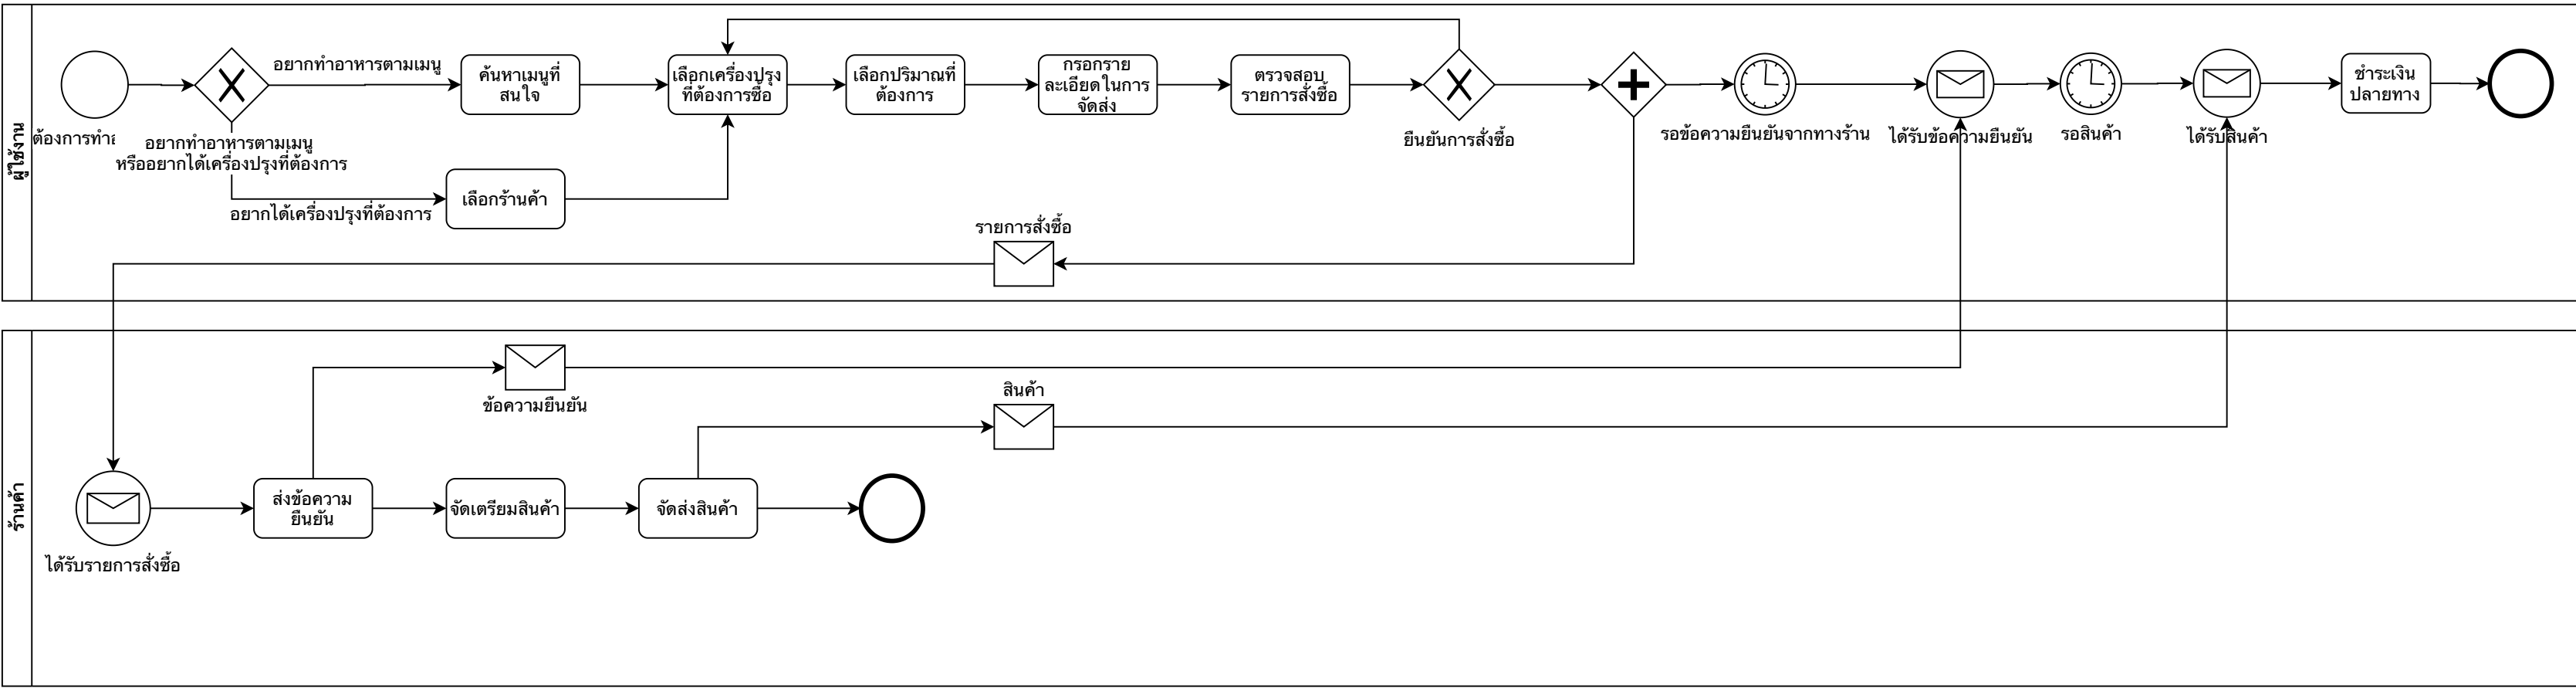 ผู้ใช้งาน
อยากทำอาหารตามเมนู
ค้นหาเมนูที่
สนใจ
เลือกเครื่องปรุง
ที่ต้องการซื้อ
เลือกปริมาณที่
ต้องการ
กรอกราย
ละเอียดในการ
จัดส่ง
ตรวจสอบ
รายการสั่งซื้อ
ชำระเงิน
ปลายทาง
ต้องการทำ
อยากทำอาหารตามเมนู
หรืออยากได้เครื่องปรุงที่ต้องการ
ยืนยันการสั่งซื้อ
รอข้อความยืนยันจากทางร้าน
ได้รับข้อความยืนยัน
รอสินค้า
ได้รับสินค้า
เลือกร้านค้า
อยากได้เครื่องปรุงที่ต้องการ
รายการสั่งซื้อ
ร้านค้า
ข้อความยืนยัน
สินค้า
ส่งข้อความ
ยืนยัน
จัดเตรียมสินค้า
จัดส่งสินค้า
ได้รับรายการสั่งซื้อ